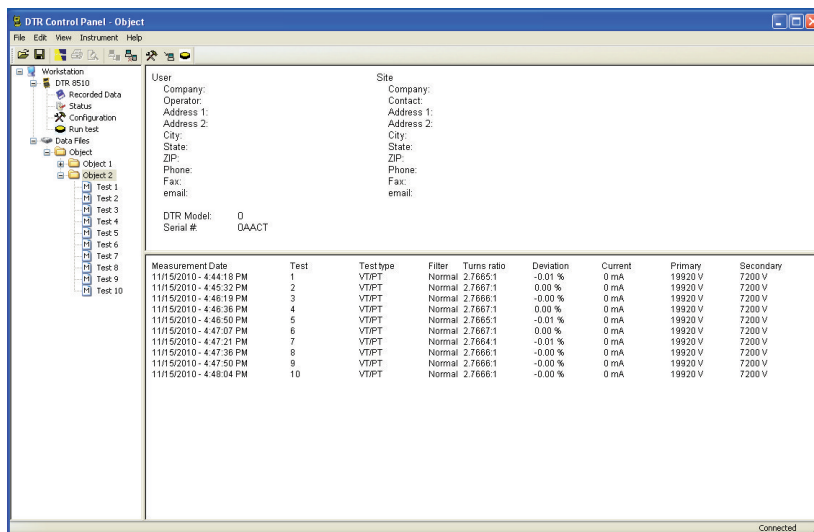 DTR Control Panel - Object
File Edit View Instrument Help
Workstation
DTR 8510
Recorded Data
Status
Configuration
Run test
Data Files
Object
Object 1
Object 2
M Test 1
M Test 2
M Test 3
M Test 4
M Test 5
M Test 6
M Test 7
M Test 8
M Test 9
M Test 10
User
Company:
Operator:
Address 1:
Address 2:
City:
State:
ZIP:
Phone:
Fax:
email:
DTR Model: 0
Serial #: 0AACT
Site
Company:
Contact:
Address 1:
Address 2:
City:
State:
ZIP:
Phone:
Fax:
email:
Measurement Date Test Test type Filter Turns ratio Deviation Current Primary Secondary
11/15/2010 - 4:44:18 PM 1 VT/PT Normal 2.7665:1 -0.01 % 0 mA 19920 V 7200 V
11/15/2010 - 4:45:32 PM 2 VT/PT Normal 2.7667:1 0.00 % 0 mA 19920 V 7200 V
11/15/2010 - 4:46:19 PM 3 VT/PT Normal 2.7666:1 -0.00 % 0 mA 19920 V 7200 V
11/15/2010 - 4:46:36 PM 4 VT/PT Normal 2.7667:1 0.00 % 0 mA 19920 V 7200 V
11/15/2010 - 4:46:50 PM 5 VT/PT Normal 2.7665:1 -0.01 % 0 mA 19920 V 7200 V
11/15/2010 - 4:47:07 PM 6 VT/PT Normal 2.7667:1 0.00 % 0 mA 19920 V 7200 V
11/15/2010 - 4:47:21 PM 7 VT/PT Normal 2.7664:1 -0.01 % 0 mA 19920 V 7200 V
11/15/2010 - 4:47:36 PM 8 VT/PT Normal 2.7666:1 -0.00 % 0 mA 19920 V 7200 V
11/15/2010 - 4:47:50 PM 9 VT/PT Normal 2.7666:1 -0.00 % 0 mA 19920 V 7200 V
11/15/2010 - 4:48:04 PM 10 VT/PT Normal 2.7666:1 -0.00 % 0 mA 19920 V 7200 V
Connected